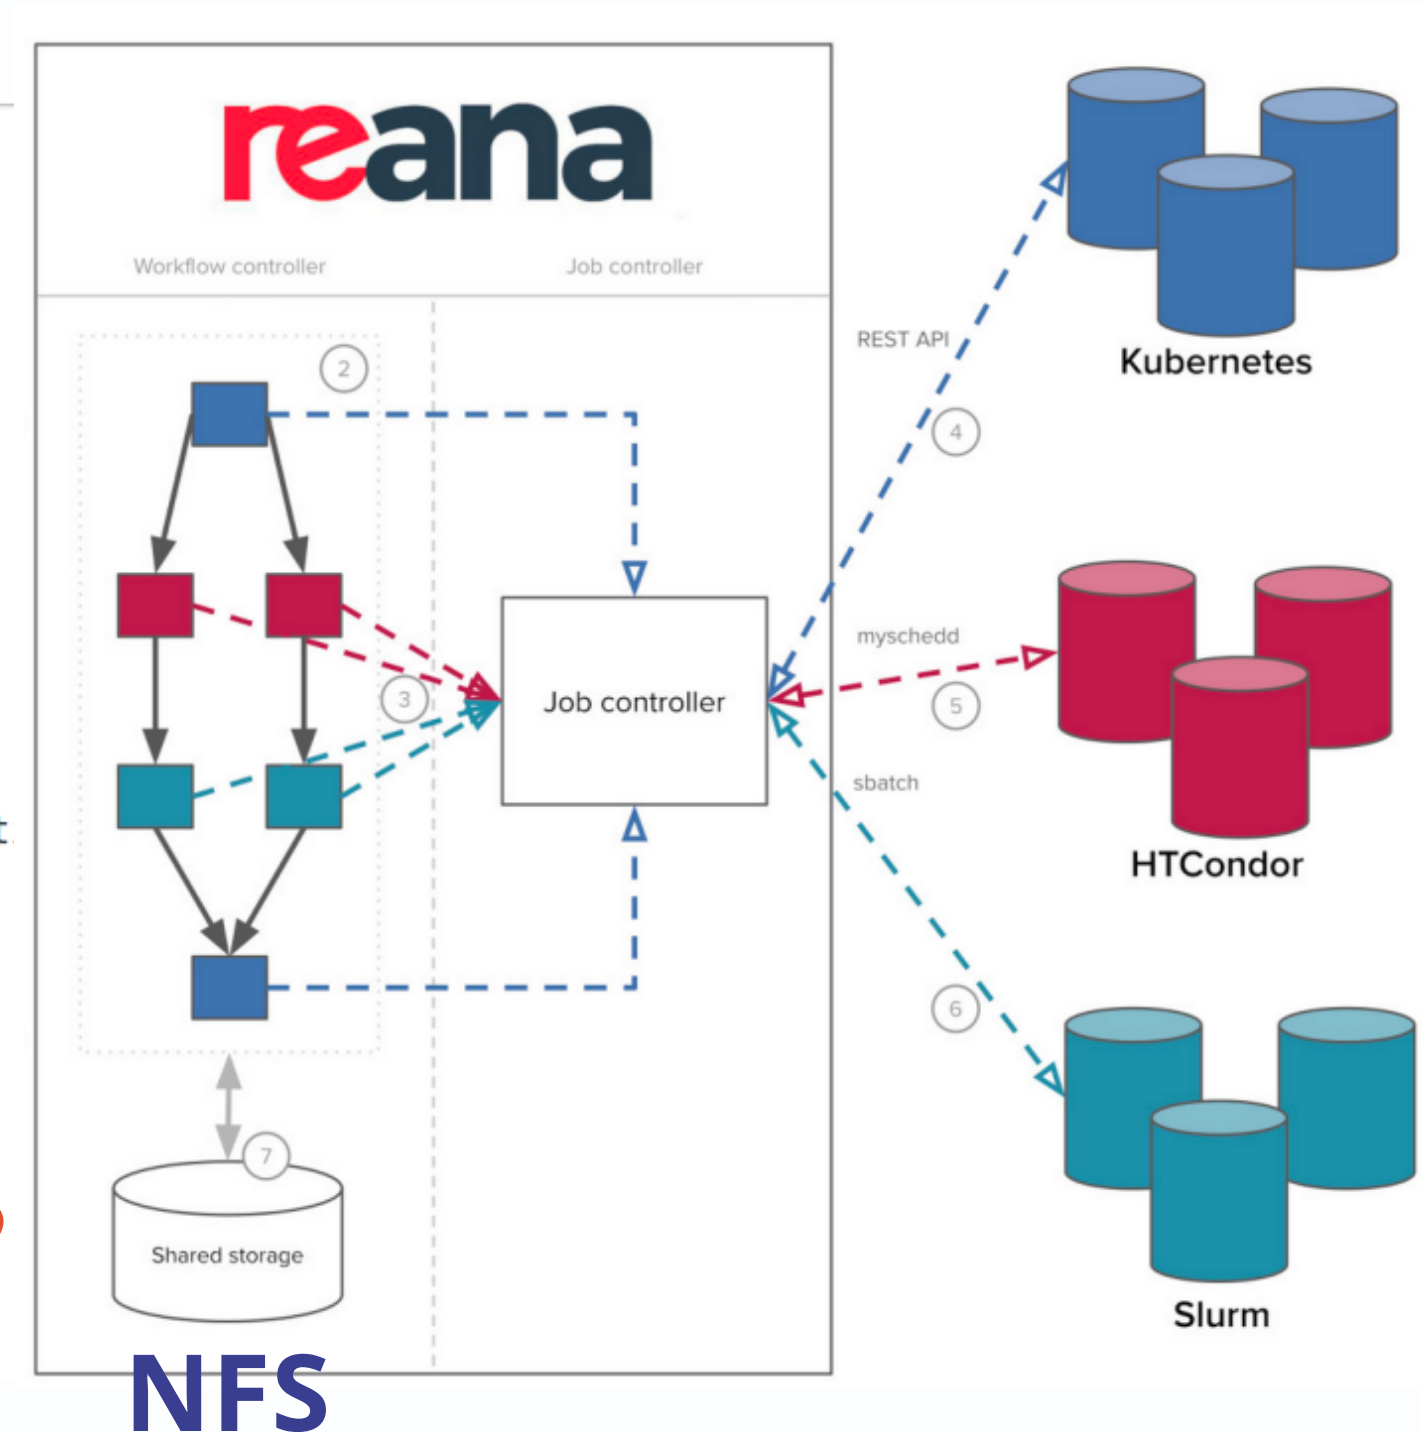 reana
Workflow controller
Job controller
2
REST API
Kubernetes
4
myschedd
3
Job controller
5
sbatch
HTCondor
t
6
7
Shared storage
Slurm
NFS